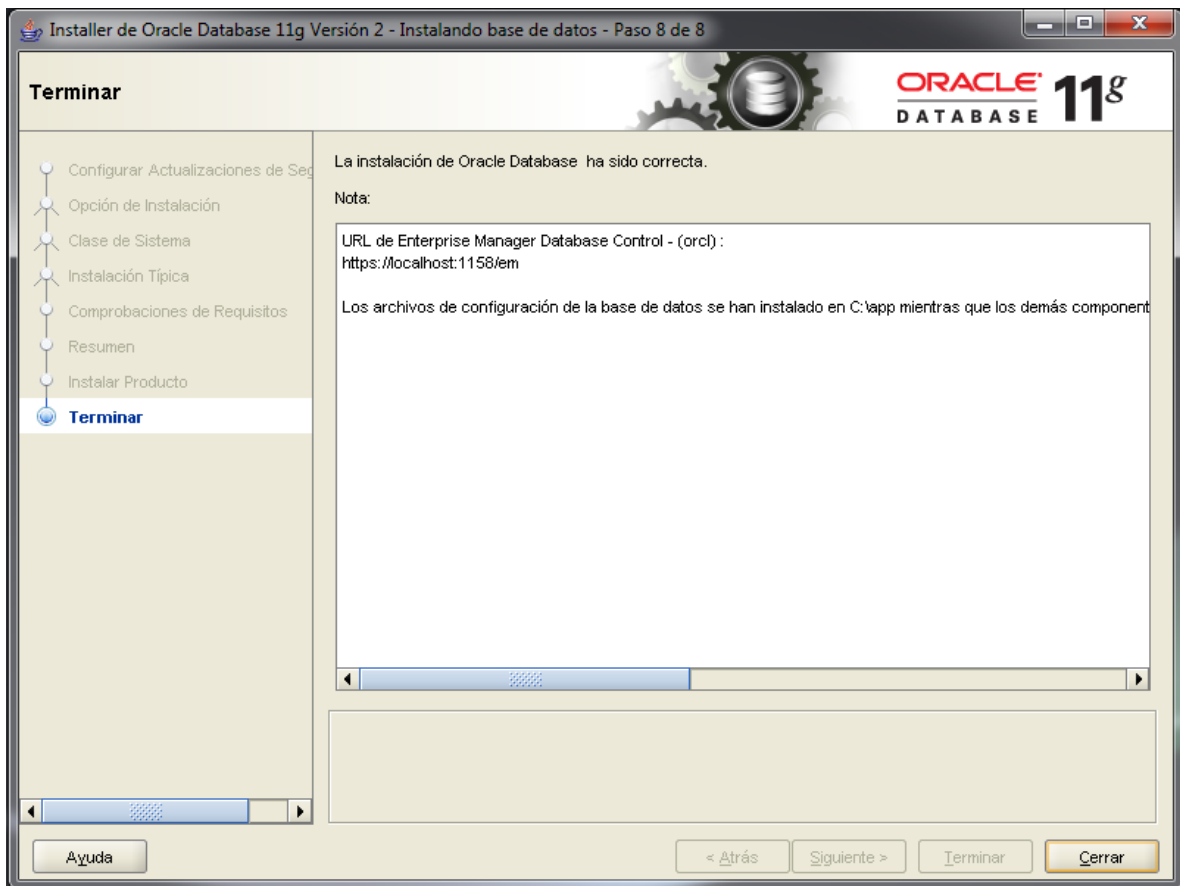 Installer de Oracle Database 11g Versión 2 - Instalando base de datos - Paso 8 de 8
Terminar
ORACLE DATABASE 11g
Configurar Actualizaciones de Seg
Opción de Instalación
Clase de Sistema
Instalación Típica
Comprobaciones de Requisitos
Resumen
Instalar Producto
Terminar
La instalación de Oracle Database ha sido correcta.
Nota:
URL de Enterprise Manager Database Control - (orcl) :
https://localhost:1158/em
Los archivos de configuración de la base de datos se han instalado en C:\app mientras que los demás component
Ayuda
< Atrás
Siguiente >
Terminar
Cerrar